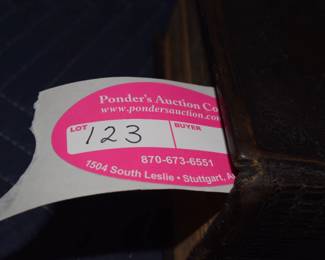 Ponder's Auction Co
www.pondersauction.co
LOT 123 BUYER
870-673-6551
1504 South Leslie • Stuttgart, A